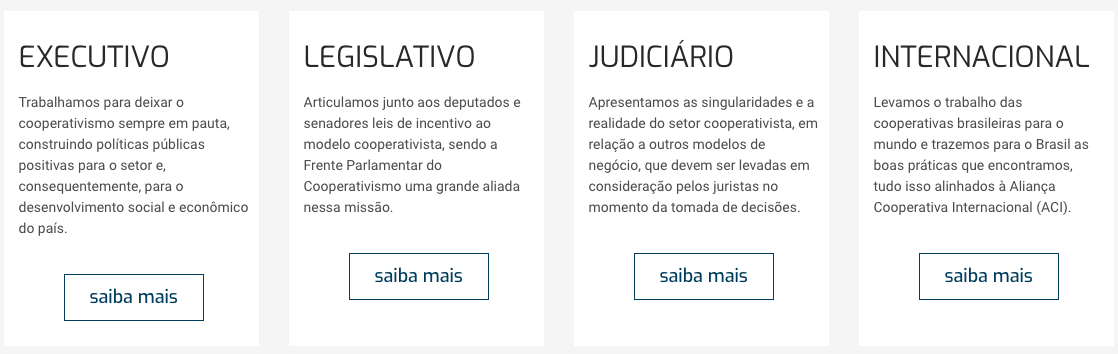 EXECUTIVO
Trabalhamos para deixar o
cooperativismo sempre em pauta,
construindo políticas públicas
positivas para o setor e,
consequentemente, para o
desenvolvimento social e econômico
do país.
saiba mais
LEGISLATIVO
Articulamos junto aos deputados e
senadores leis de incentivo ao
modelo cooperativista, sendo a
Frente Parlamentar do
Cooperativismo uma grande aliada
nessa missão.
saiba mais
JUDICIÁRIO
Apresentamos as singularidades e a
realidade do setor cooperativista, em
relação a outros modelos de
negócio, que devem ser levadas em
consideração pelos juristas no
momento da tomada de decisões.
saiba mais
INTERNACIONAL
Levamos o trabalho das
cooperativas brasileiras para o
mundo e trazemos para o Brasil as
boas práticas que encontramos,
tudo isso alinhados à Aliança
Cooperativa Internacional (ACI).
saiba mais